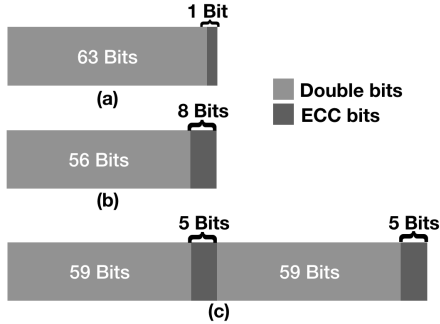 1 Bit
63 Bits
(a)
Double bits
ECC bits
8 Bits
56 Bits
(b)
5 Bits 5 Bits
59 Bits 59 Bits
(c)